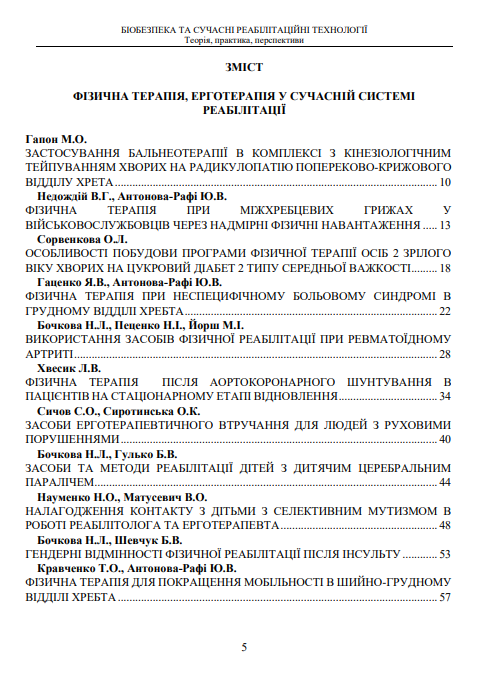 БІОБЕЗПЕКА ТА СУЧАСНІ РЕАБІЛІТАЦІЙНІ ТЕХНОЛОГІЇ
Теорія, практика, перспективи
ЗМІСТ
ФІЗИЧНА ТЕРАПІЯ, ЕРГОТЕРАПІЯ У СУЧАСНІЙ СИСТЕМІ
РЕАБІЛІТАЦІЇ
Гапон М.О.
ЗАСТОСУВАННЯ БАЛЬНЕОТЕРАПІЇ В КОМПЛЕКСІ З КІНЕЗІОЛОГІЧНИМ
ТЕЙПУВАННЯМ ХВОРИХ НА РАДИКУЛОПАТІЮ ПОПЕРЕКОВО-КРИЖОВОГО
ВІДДІЛУ ХРЕТА ........ 10
Недождій В.Г., Антонова-Рафі Ю.В.
ФІЗИЧНА ТЕРАПІЯ ПРИ МІЖХРЕБЦЕВИХ ГРИЖАХ У
ВІЙСЬКОВОСЛУЖБОВЦІВ ЧЕРЕЗ НАДМІРНІ ФІЗИЧНІ НАВАНТАЖЕННЯ ..... 13
Сорвенкова О.Л.
ОСОБЛИВОСТІ ПОБУДОВИ ПРОГРАМИ ФІЗИЧНОЇ ТЕРАПІЇ ОСІБ 2 ЗРІЛОГО
ВІКУ ХВОРИХ НА ЦУКРОВИЙ ДІАБЕТ 2 ТИПУ СЕРЕДНЬОЇ ВАЖКОСТІ......... 18
Гаценко Я.В., Антонова-Рафі Ю.В.
ФІЗИЧНА ТЕРАПІЯ ПРИ НЕСПЕЦИФІЧНОМУ БОЛЬОВОМУ СИНДРОМІ В
ГРУДНОМУ ВІДДІЛІ ХРЕБТА ........ 22
Бочкова Н.Л., Пеценко Н.І., Йорш М.І.
ВИКОРИСТАННЯ ЗАСОБІВ ФІЗИЧНОЇ РЕАБІЛІТАЦІЇ ПРИ РЕВМАТОЇДНОМУ
АРТРИТІ ........ 28
Хвесик Л.В.
ФІЗИЧНА ТЕРАПІЯ ПІСЛЯ АОРТОКОРОНАРНОГО ШУНТУВАННЯ В
ПАЦІЄНТІВ НА СТАЦІОНАРНОМУ ЕТАПІ ВІДНОВЛЕННЯ ........ 34
Сичов С.О., Сиротинська О.К.
ЗАСОБИ ЕРГОТЕРАПЕВТИЧНОГО ВТРУЧАННЯ ДЛЯ ЛЮДЕЙ З РУХОВИМИ
ПОРУШЕННЯМИ ........ 40
Бочкова Н.Л., Гулько Б.В.
ЗАСОБИ ТА МЕТОДИ РЕАБІЛІТАЦІЇ ДІТЕЙ З ДИТЯЧИМ ЦЕРЕБРАЛЬНИМ
ПАРАЛІЧЕМ ........ 44
Науменко Н.О., Матусевич В.О.
НАЛАГОДЖЕННЯ КОНТАКТУ З ДІТЬМИ З СЕЛЕКТИВНИМ МУТИЗМОМ В
РОБОТІ РЕАБІЛІТОЛОГА ТА ЕРГОТЕРАПЕВТА ........ 48
Бочкова Н.Л., Шевчук Б.В.
ГЕНДЕРНІ ВІДМІННОСТІ ФІЗИЧНОЇ РЕАБІЛІТАЦІЇ ПІСЛЯ ІНСУЛЬТУ ........ 53
Кравченко Т.О., Антонова-Рафі Ю.В.
ФІЗИЧНА ТЕРАПІЯ ДЛЯ ПОКРАЩЕННЯ МОБІЛЬНОСТІ В ШИЙНО-ГРУДНОМУ
ВІДДІЛІ ХРЕБТА ........ 57
5